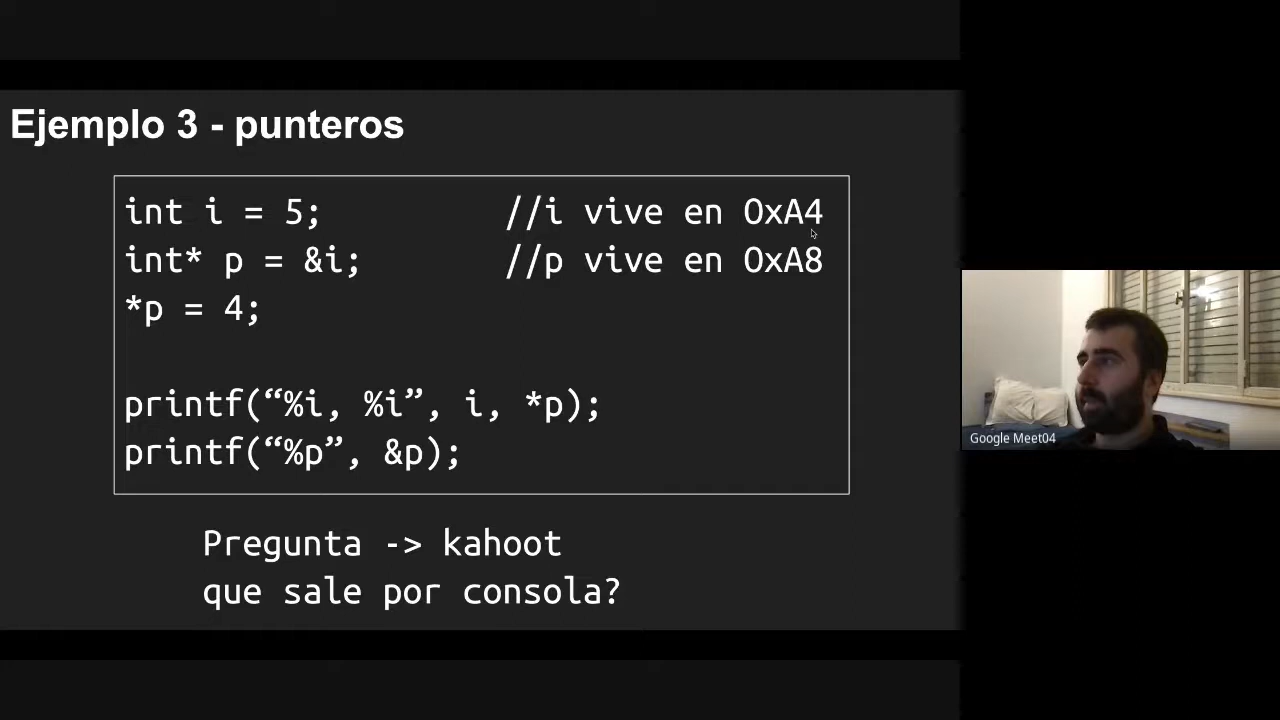 Ejemplo 3 - punteros
int i = 5; //i vive en 0xA4
int* p = &i; //p vive en 0xA8
*p = 4;
printf(“%i, %i”, i, *p);
printf(“%p”, &p);
Pregunta -> kahoot
que sale por consola?
Google Meet04